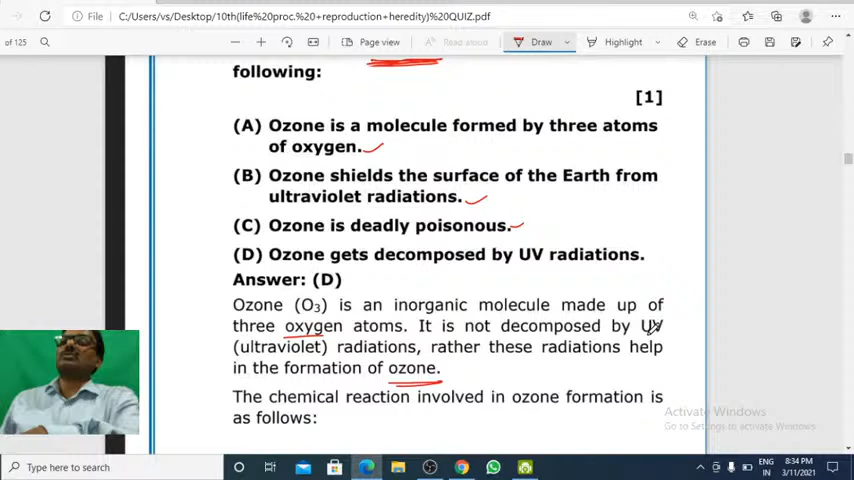 File
C:/Users/vs/Desktop/10th(life%20proc.%20+reproduction+heredity)%20QUIZ.pdf
of 125
Page view
Read aloud
Draw
Highlight
Erase
following:
[1]
(A) Ozone is a molecule formed by three atoms
of oxygen.
(B) Ozone shields the surface of the Earth from
ultraviolet radiations.
(C) Ozone is deadly poisonous.
(D) Ozone gets decomposed by UV radiations.
Answer: (D)
Ozone (O3) is an inorganic molecule made up of
three oxygen atoms. It is not decomposed by UV
(ultraviolet) radiations, rather these radiations help
in the formation of ozone.
The chemical reaction involved in ozone formation is
as follows:
Activate Windows
Go to Settings to activate Windows.
Type here to search
ENG
IN
8:34 PM
3/11/2021